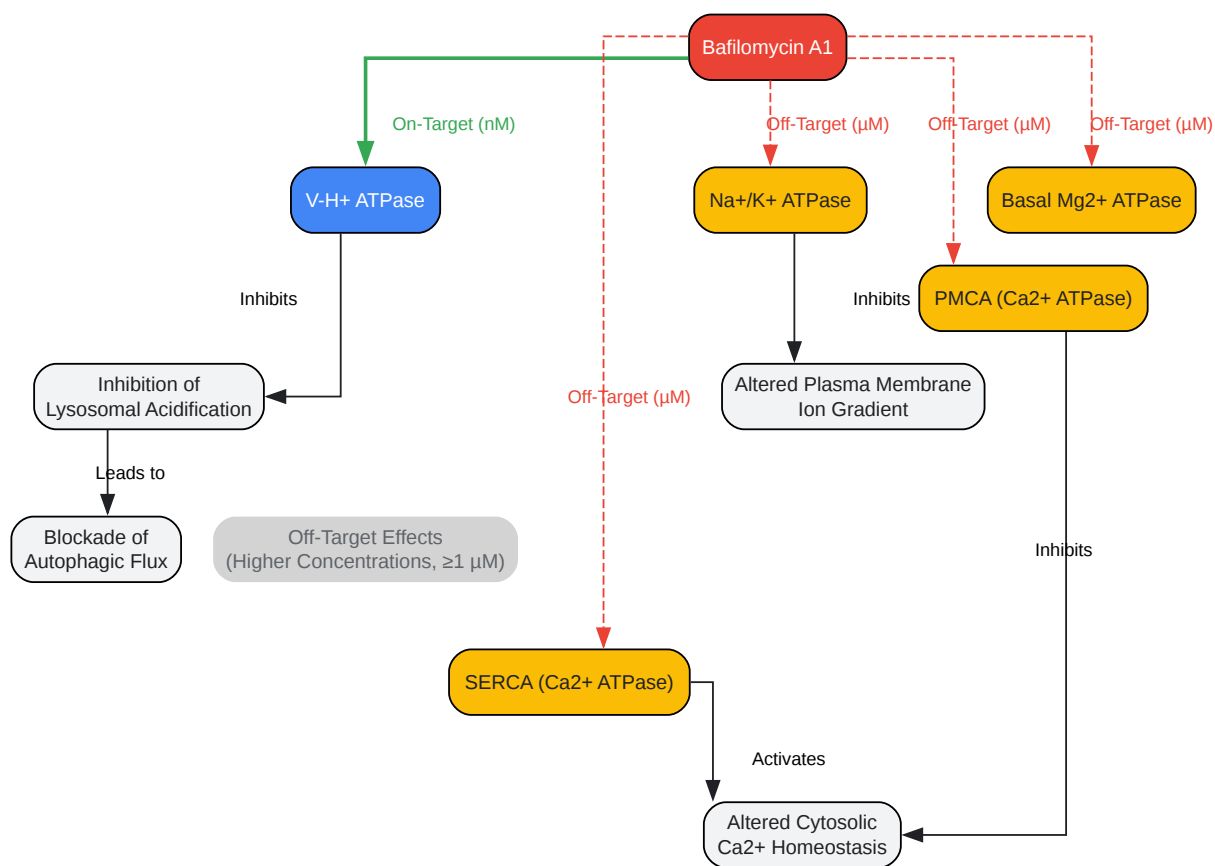 Bafilomycin A1
On-Target (nM)
Off-Target (µM)
Off-Target (µM)
Off-Target (µM)
V-H+ ATPase
Na+/K+ ATPase
Basal Mg2+ ATPase
Inhibits
Inhibits
PMCA (Ca2+ ATPase)
Inhibition of
Lysosomal Acidification
Off-Target (µM)
Altered Plasma Membrane
Ion Gradient
Leads to
Blockade of
Autophagic Flux
Off-Target Effects
(Higher Concentrations, ≥1 µM)
Inhibits
SERCA (Ca2+ ATPase)
Activates
Altered Cytosolic
Ca2+ Homeostasis